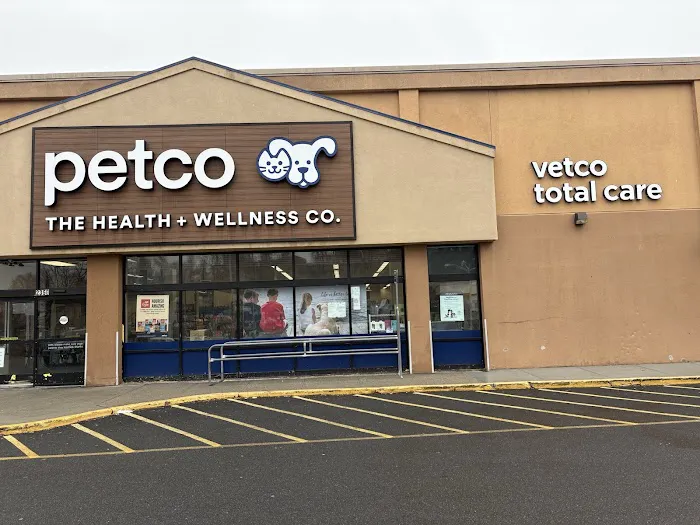 petco
THE HEALTH + WELLNESS CO.
vetco
total care